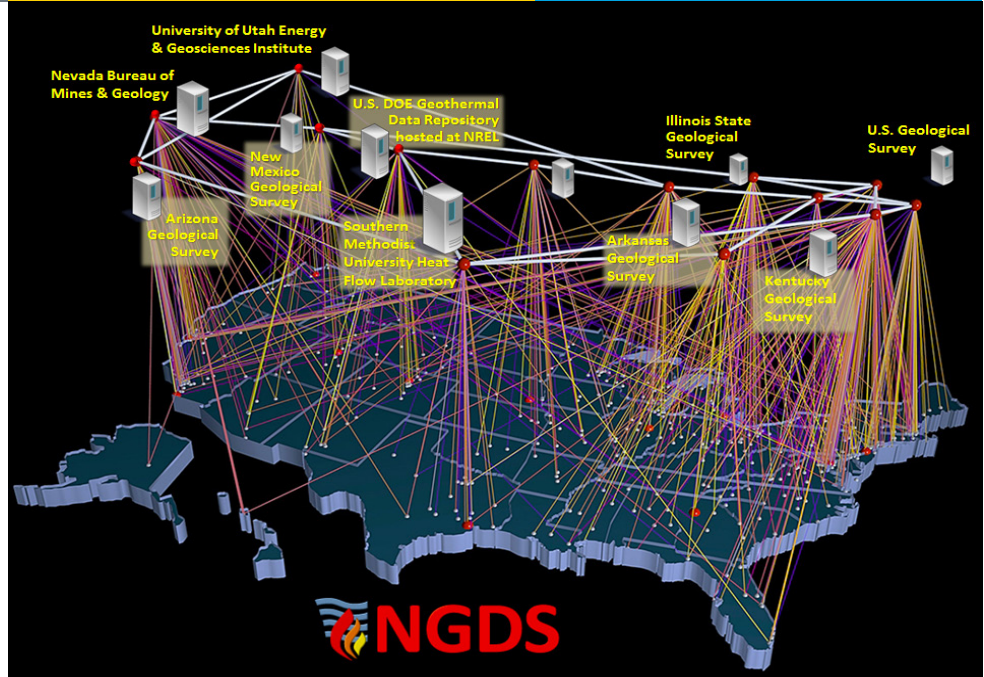 University of Utah Energy
& Geosciences Institute
Nevada Bureau of
Mines & Geology
U.S. DOE Geothermal
Data Repository
hosted at NREL
Illinois State
Geological
Survey
U.S. Geological
Survey
New
Mexico
Geological
Survey
Arizona
Geological
Survey
Southern
Methodist
University Heat
Flow Laboratory
Arkansas
Geological
Survey
Kentucky
Geological
Survey
NGDS